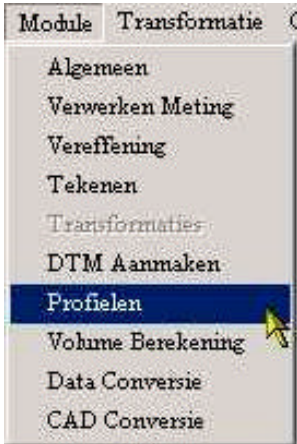 Module Transformatie
Algemeen
Verwerken Meting
Vereffening
Tekenen
Transformaties
DTM Aanmaken
Profielen
Volume Berekening
Data Conversie
CAD Conversie